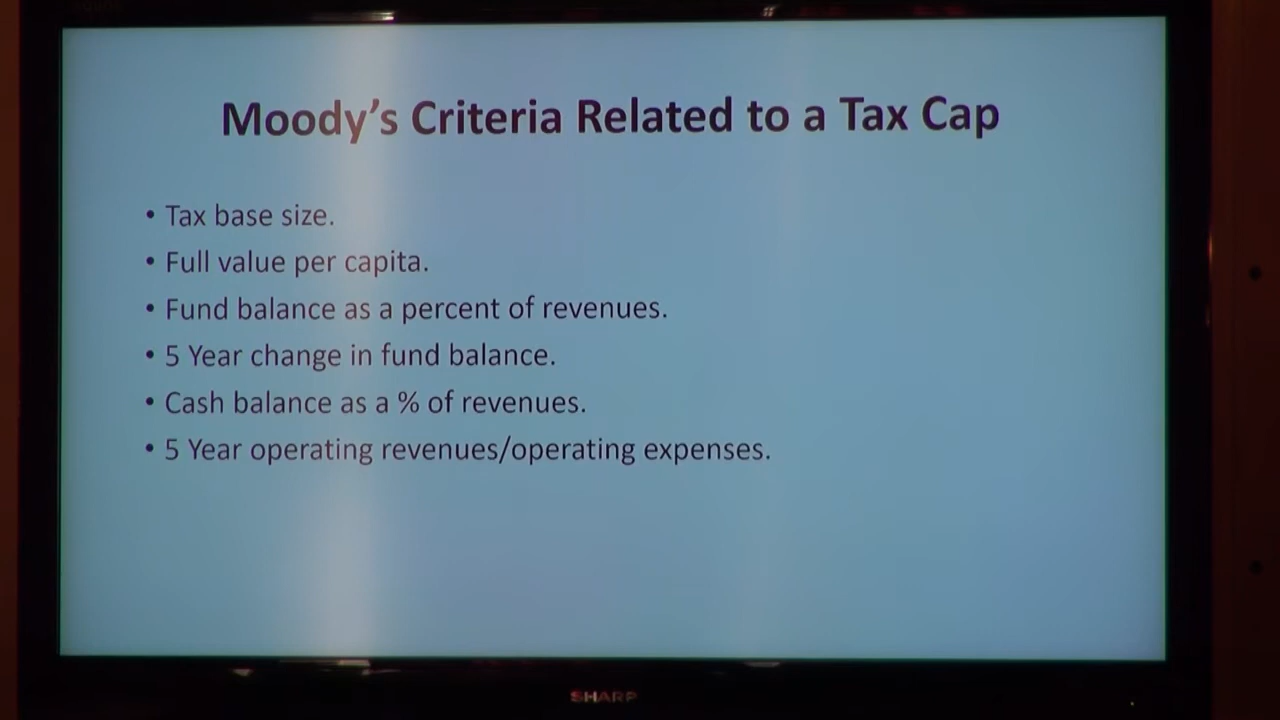 Moody's Criteria Related to a Tax Cap
• Tax base size.
• Full value per capita.
• Fund balance as a percent of revenues.
• 5 Year change in fund balance.
• Cash balance as a % of revenues.
• 5 Year operating revenues/operating expenses.
SHARP